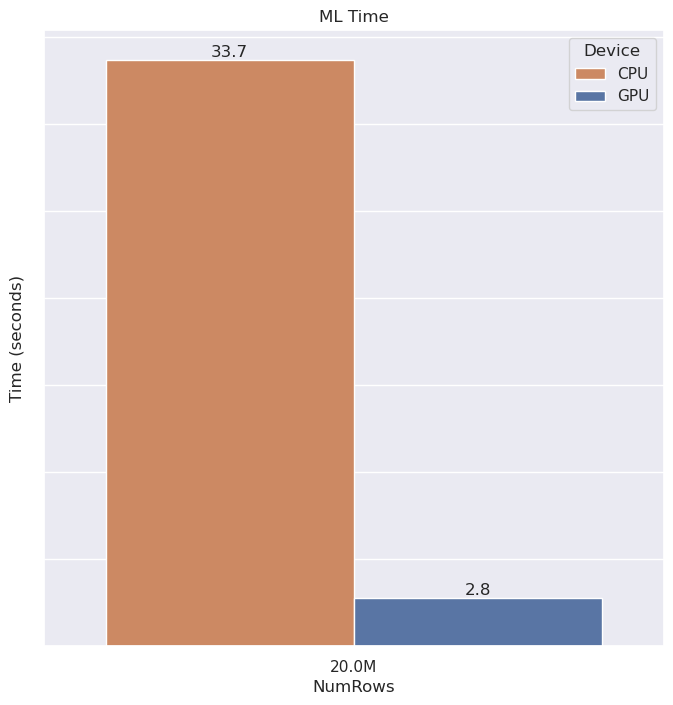 ML Time
33.7
Device
CPU
GPU
Time (seconds)
2.8
20.0M
NumRows